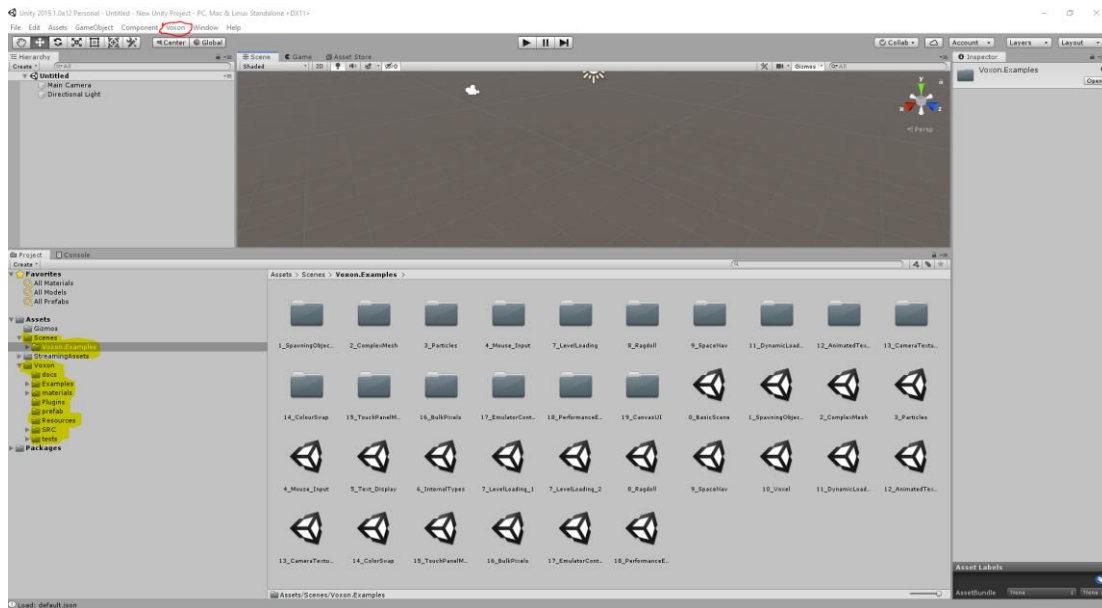 Unity 2019.1.0a12 Personal - Untitled - New Unity Project - PC, Mac & Linux Standalone <DX11>
File Edit Assets GameObject Component Voxon Window Help
Center Global Collab Account Layers Layout
Hierarchy
Create All
Untitled
Main Camera
Directional Light
Scene Game Asset Store
Shaded 2D Gizmos All
y
x z
Persp
Inspector
Voxon.Examples
Open
Project Console
Create
Favorites
All Materials
All Models
All Prefabs
Assets
Gizmos
Scenes
Voxon.Examples
StreamingAssets
Voxon
docs
Examples
materials
Plugins
prefab
Resources
SRC
tests
Packages
Assets > Scenes > Voxon.Examples >
1_SpawningObjec... 2_ComplexMesh 3_Particles 4_Mouse_Input 7_LevelLoading 8_Ragdoll 9_SpaceNav 11_DynamicLoad... 12_AnimatedTex... 13_CameraTextu...
14_ColourSwap 15_TouchPanelM... 16_BulkPixels 17_EmulatorCont... 18_PerformanceE... 19_CanvasUI 0_BasicScene 1_SpawningObjec... 2_ComplexMesh 3_Particles
4_Mouse_Input 5_Text_Display 6_InternalTypes 7_LevelLoading_1 7_LevelLoading_2 8_Ragdoll 9_SpaceNav 10_Voxel 11_DynamicLoad... 12_AnimatedTex...
13_CameraTextu... 14_ColorSwap 15_TouchPanelM... 16_BulkPixels 17_EmulatorCont... 18_PerformanceE...
Assets/Scenes/Voxon.Examples
Asset Labels
AssetBundle None None
Load: default.json